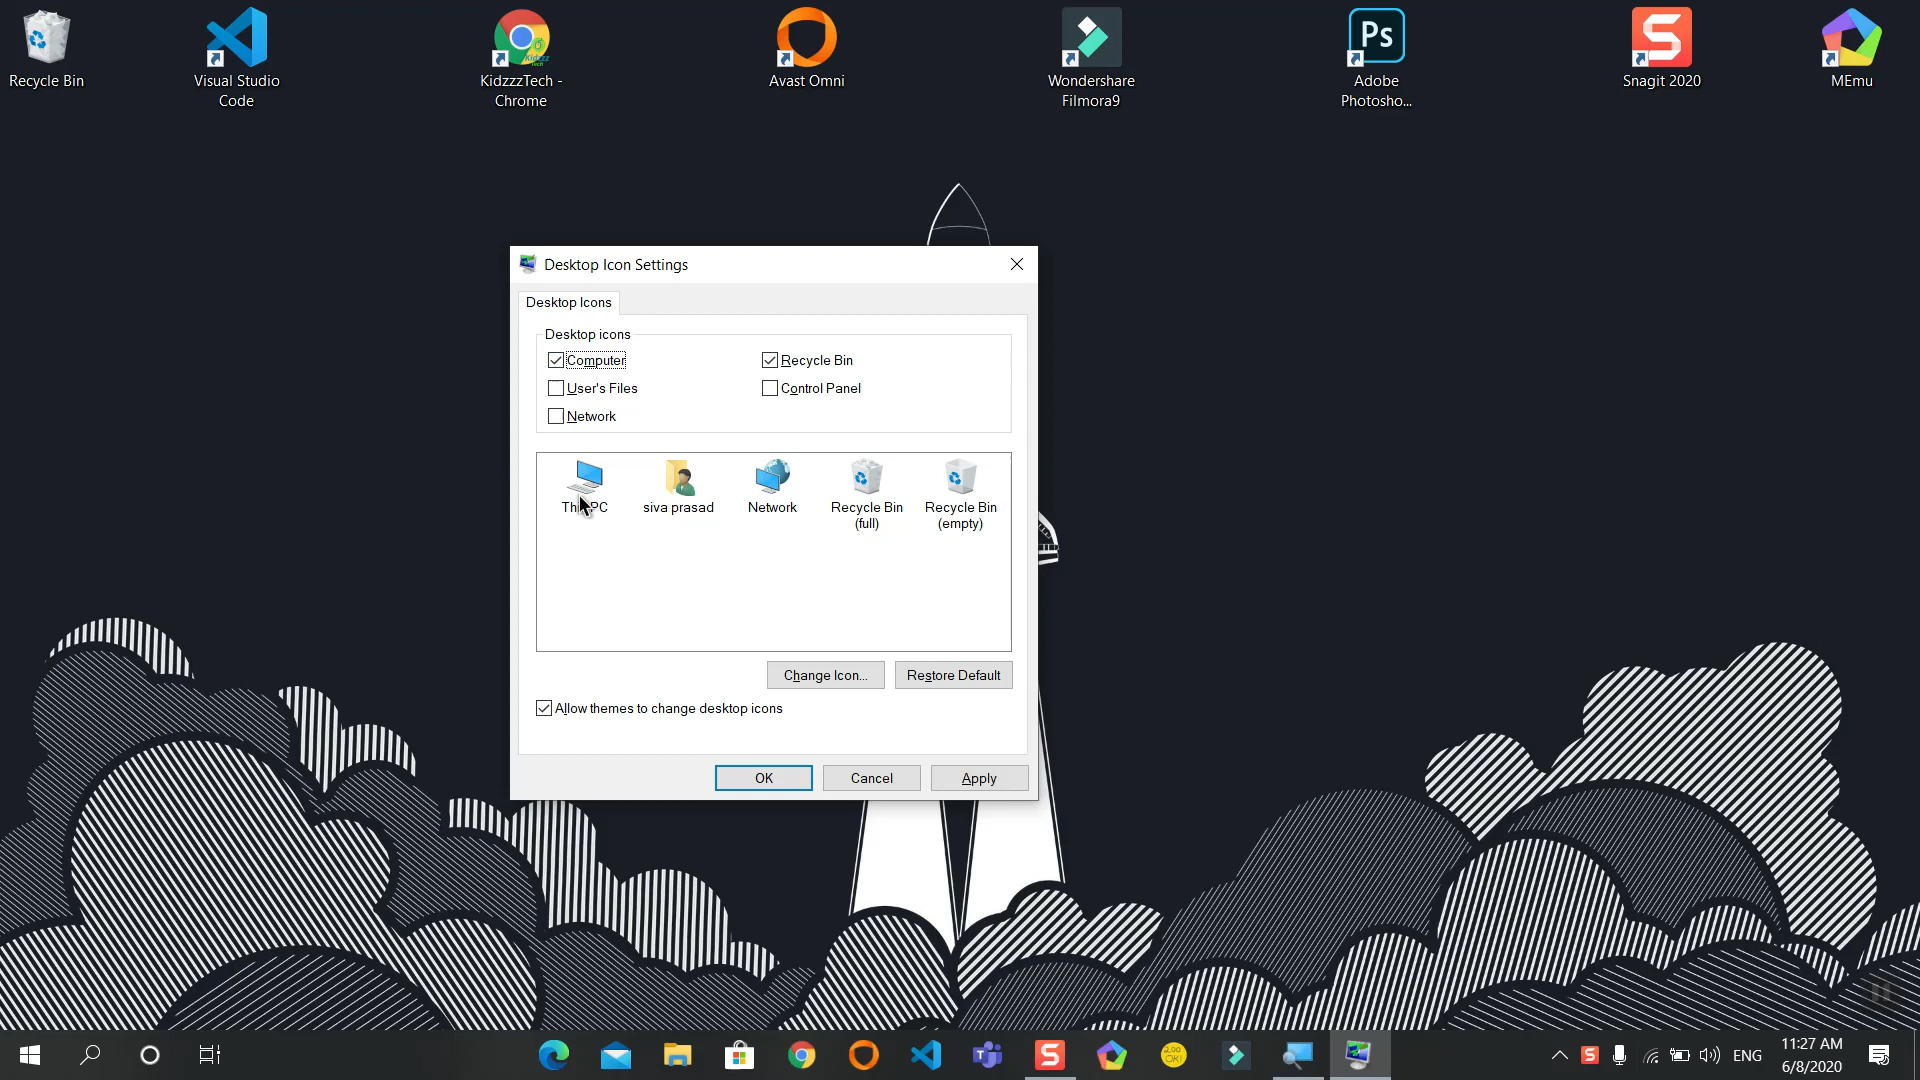 Recycle Bin
Visual Studio
Code
KidzzzTech -
Chrome
Avast Omni
Wondershare
Filmora9
Ps
Adobe
Photosho...
Snagit 2020
MEmu
Desktop Icon Settings
Desktop Icons
Desktop icons
Computer
Recycle Bin
User's Files
Control Panel
Network
This PC
siva prasad
Network
Recycle Bin
(full)
Recycle Bin
(empty)
Change Icon...
Restore Default
Allow themes to change desktop icons
OK
Cancel
Apply
ENG
11:27 AM
6/8/2020